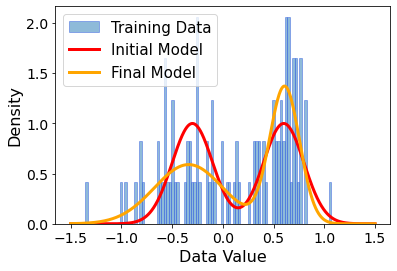 Training Data
Initial Model
Final Model
Density
2.0
1.5
1.0
0.5
0.0
−1.5 −1.0 −0.5 0.0 0.5 1.0 1.5
Data Value